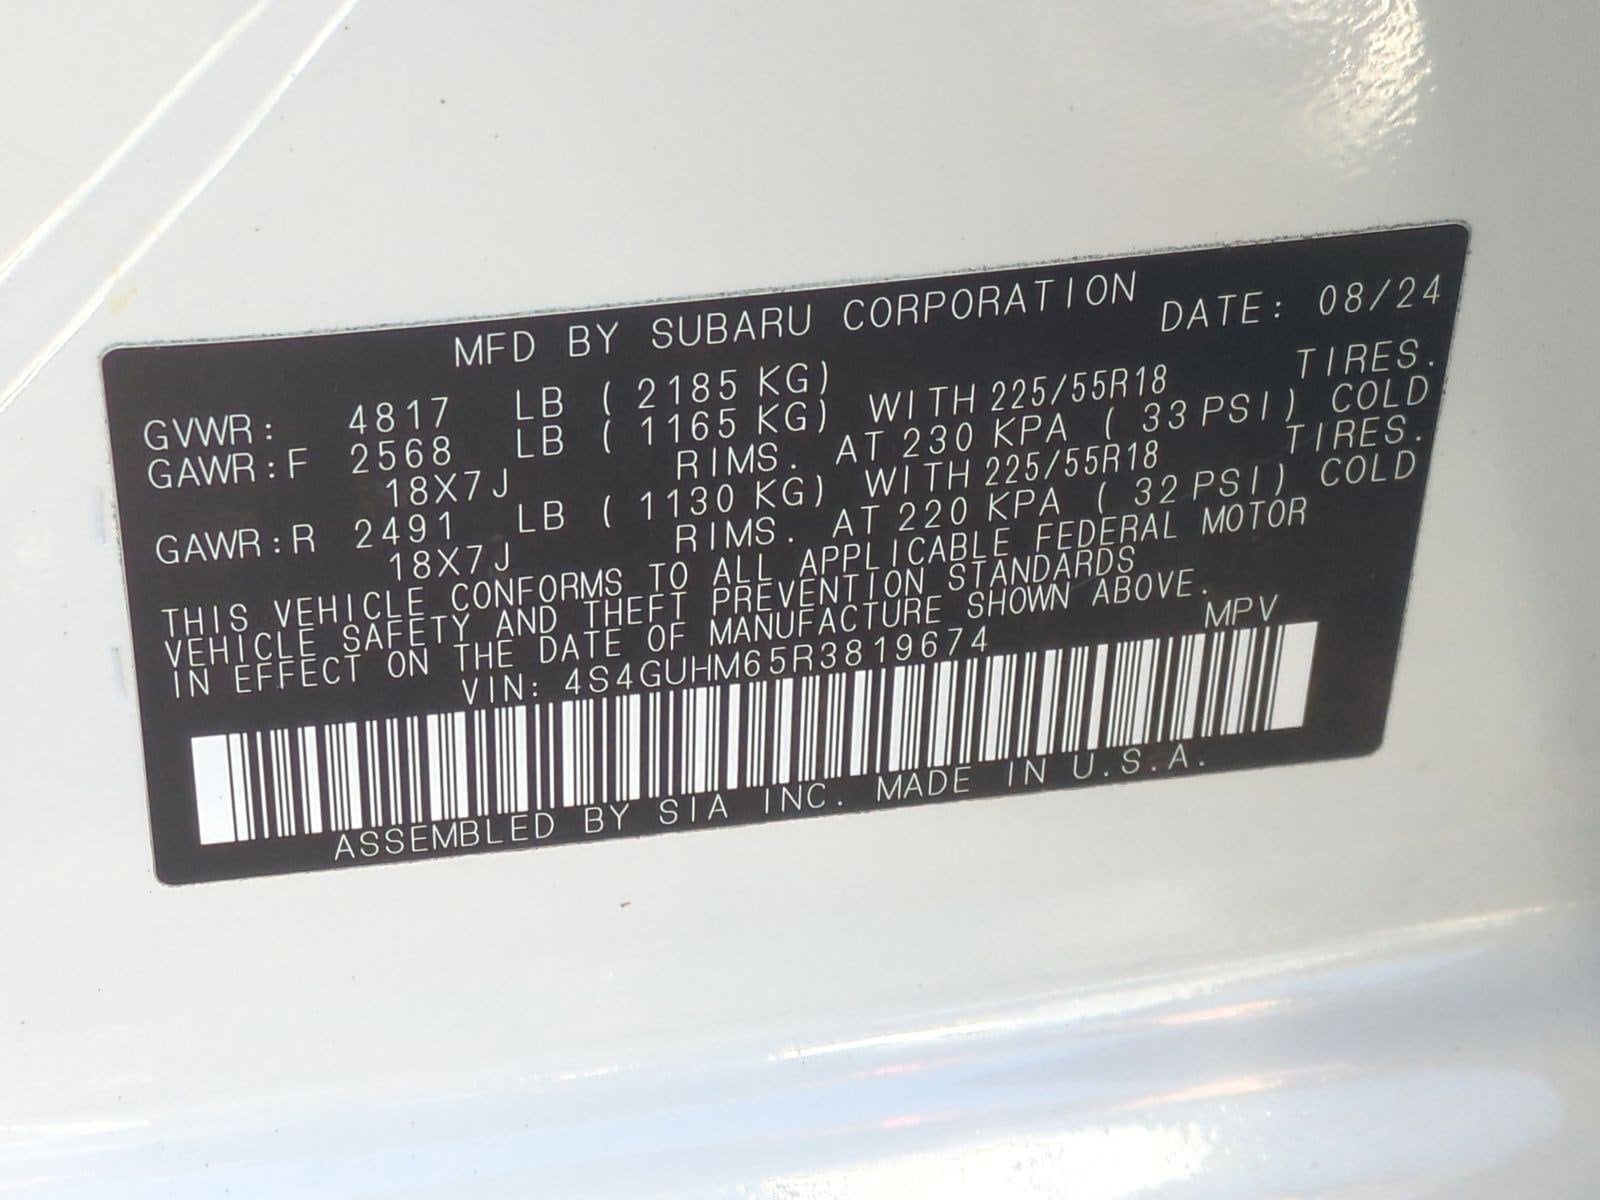 MFD BY SUBARU CORPORATION DATE: 08/24
GVWR: 4817 LB ( 2185 KG)
GAWR:F 2568 LB ( 1165 KG) WITH 225/55R18 TIRES.
18X7J RIMS. AT 230 KPA ( 33 PSI) COLD
GAWR:R 2491 LB ( 1130 KG) WITH 225/55R18 TIRES.
18X7J RIMS. AT 220 KPA ( 32 PSI) COLD
THIS VEHICLE CONFORMS TO ALL APPLICABLE FEDERAL MOTOR
VEHICLE SAFETY AND THEFT PREVENTION STANDARDS
IN EFFECT ON THE DATE OF MANUFACTURE SHOWN ABOVE.
VIN: 4S4GUHM65R3819674 MPV
ASSEMBLED BY SIA INC. MADE IN U.S.A.